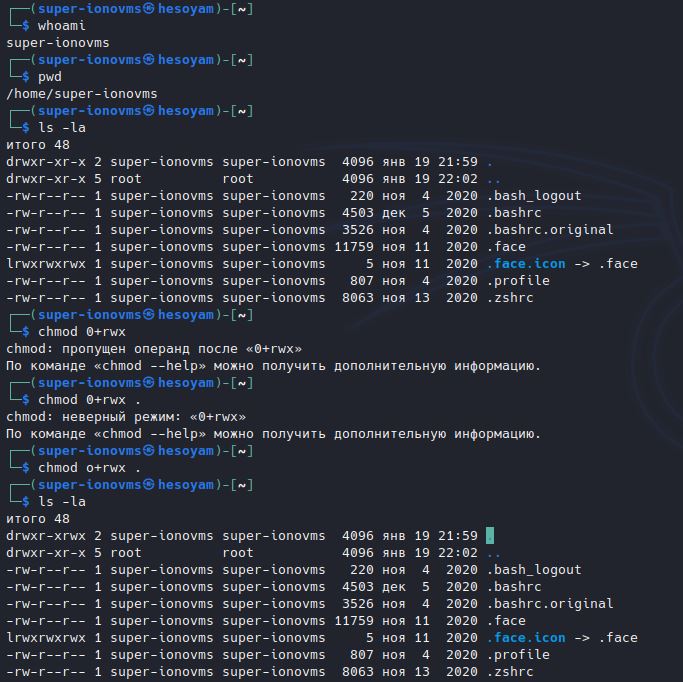 ┌──(super-ionovms㉿hesoyam)-[~]
└─$ whoami
super-ionovms
┌──(super-ionovms㉿hesoyam)-[~]
└─$ pwd
/home/super-ionovms
┌──(super-ionovms㉿hesoyam)-[~]
└─$ ls -la
итого 48
drwxr-xr-x 2 super-ionovms super-ionovms  4096 янв 19 21:59 .
drwxr-xr-x 5 root          root           4096 янв 19 22:02 ..
-rw-r--r-- 1 super-ionovms super-ionovms   220 ноя  4  2020 .bash_logout
-rw-r--r-- 1 super-ionovms super-ionovms  4503 дек  5  2020 .bashrc
-rw-r--r-- 1 super-ionovms super-ionovms  3526 ноя  4  2020 .bashrc.original
-rw-r--r-- 1 super-ionovms super-ionovms 11759 ноя 11  2020 .face
lrwxrwxrwx 1 super-ionovms super-ionovms     5 ноя 11  2020 .face.icon -> .face
-rw-r--r-- 1 super-ionovms super-ionovms   807 ноя  4  2020 .profile
-rw-r--r-- 1 super-ionovms super-ionovms  8063 ноя 13  2020 .zshrc
┌──(super-ionovms㉿hesoyam)-[~]
└─$ chmod 0+rwx
chmod: пропущен операнд после «0+rwx»
По команде «chmod --help» можно получить дополнительную информацию.
┌──(super-ionovms㉿hesoyam)-[~]
└─$ chmod 0+rwx .
chmod: неверный режим: «0+rwx»
По команде «chmod --help» можно получить дополнительную информацию.
┌──(super-ionovms㉿hesoyam)-[~]
└─$ chmod o+rwx .
┌──(super-ionovms㉿hesoyam)-[~]
└─$ ls -la
итого 48
drwxr-xrwx 2 super-ionovms super-ionovms  4096 янв 19 21:59 .
drwxr-xr-x 5 root          root           4096 янв 19 22:02 ..
-rw-r--r-- 1 super-ionovms super-ionovms   220 ноя  4  2020 .bash_logout
-rw-r--r-- 1 super-ionovms super-ionovms  4503 дек  5  2020 .bashrc
-rw-r--r-- 1 super-ionovms super-ionovms  3526 ноя  4  2020 .bashrc.original
-rw-r--r-- 1 super-ionovms super-ionovms 11759 ноя 11  2020 .face
lrwxrwxrwx 1 super-ionovms super-ionovms     5 ноя 11  2020 .face.icon -> .face
-rw-r--r-- 1 super-ionovms super-ionovms   807 ноя  4  2020 .profile
-rw-r--r-- 1 super-ionovms super-ionovms  8063 ноя 13  2020 .zshrc